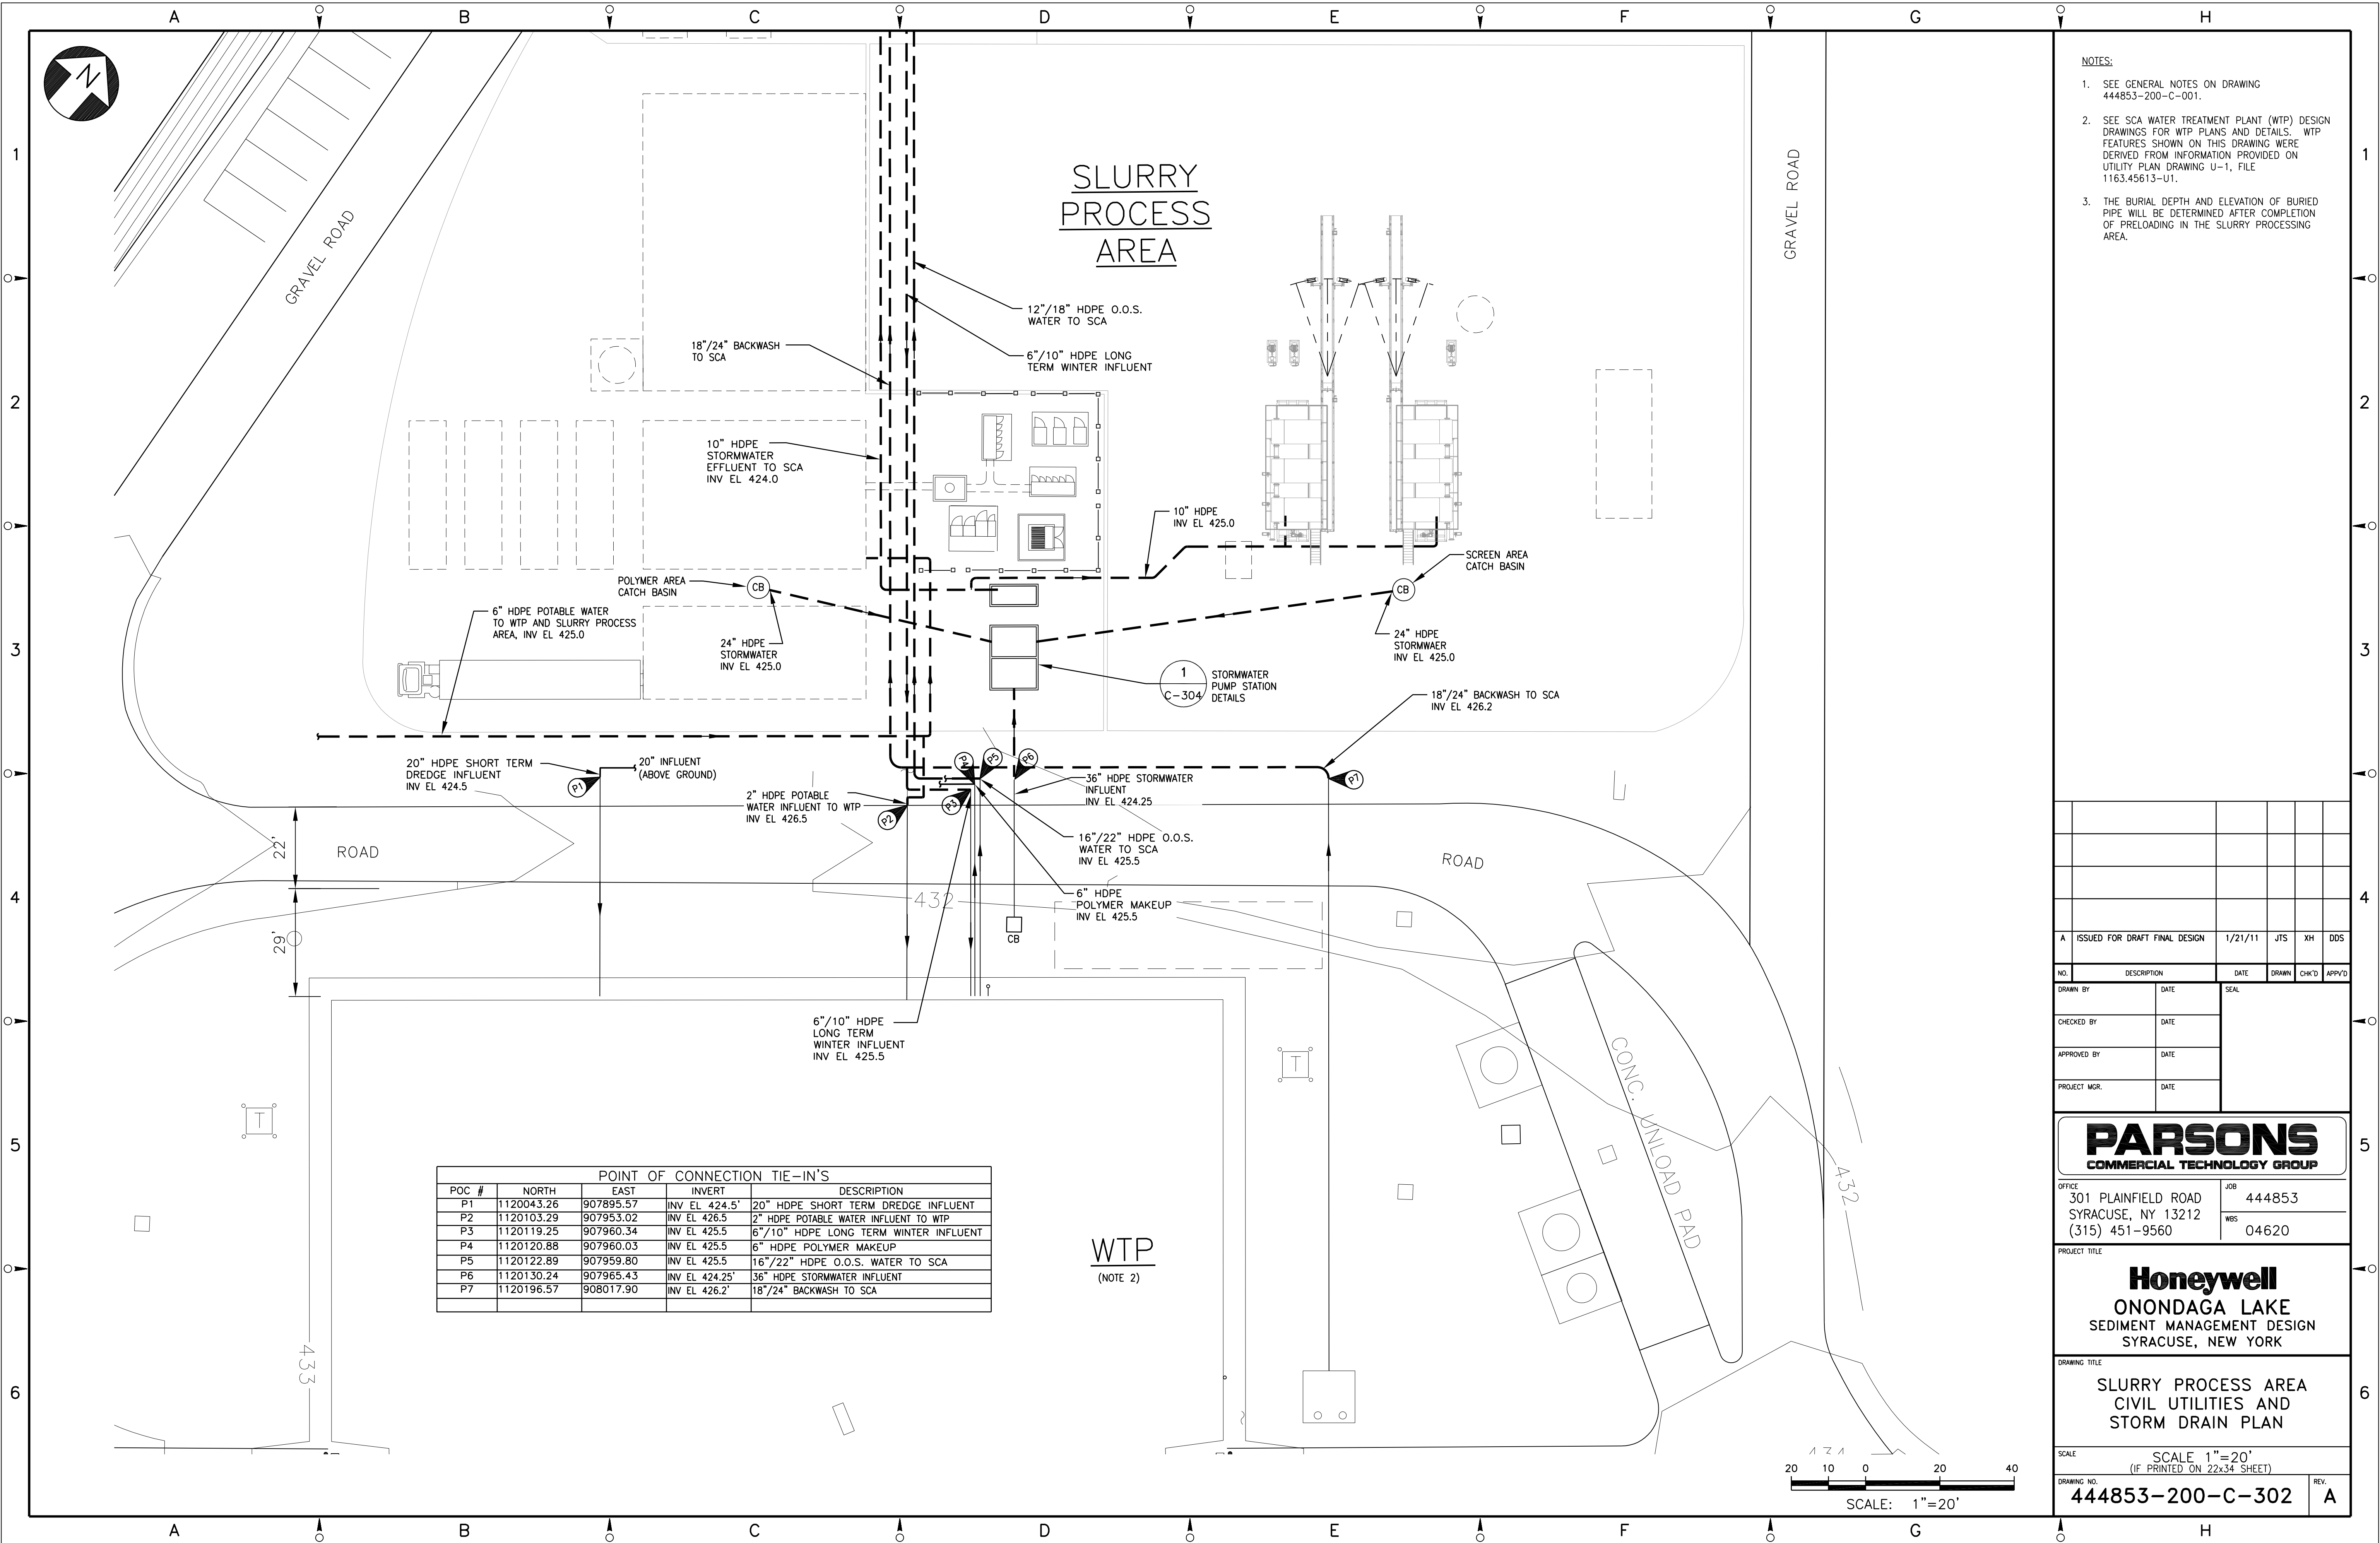 A B C D E F G H
N
1
2
3
4
5
6
SLURRY
PROCESS
AREA
GRAVEL ROAD
GRAVEL ROAD
12"/18" HDPE O.O.S.
WATER TO SCA
6"/10" HDPE LONG
TERM WINTER INFLUENT
18"/24" BACKWASH
TO SCA
10" HDPE
STORMWATER
EFFLUENT TO SCA
INV EL 424.0
10" HDPE
INV EL 425.0
SCREEN AREA
CATCH BASIN
POLYMER AREA
CATCH BASIN
CB
CB
6" HDPE POTABLE WATER
TO WTP AND SLURRY PROCESS
AREA, INV EL 425.0
24" HDPE
STORMWATER
INV EL 425.0
24" HDPE
STORMWAER
INV EL 425.0
1
C-304
STORMWATER
PUMP STATION
DETAILS
18"/24" BACKWASH TO SCA
INV EL 426.2
20" HDPE SHORT TERM
DREDGE INFLUENT
INV EL 424.5
20" INFLUENT
(ABOVE GROUND)
P1
P2
P3
P4
P5
P6
P7
2" HDPE POTABLE
WATER INFLUENT TO WTP
INV EL 426.5
36" HDPE STORMWATER
INFLUENT
INV EL 424.25
16"/22" HDPE O.O.S.
WATER TO SCA
INV EL 425.5
6" HDPE
POLYMER MAKEUP
INV EL 425.5
22'
29'
ROAD
ROAD
432
CB
6"/10" HDPE
LONG TERM
WINTER INFLUENT
INV EL 425.5
T
T
CONC. UNLOAD PAD
432
433
WTP
(NOTE 2)
POINT OF CONNECTION TIE-IN'S
POC # NORTH EAST INVERT DESCRIPTION
P1 1120043.26 907895.57 INV EL 424.5' 20" HDPE SHORT TERM DREDGE INFLUENT
P2 1120103.29 907953.02 INV EL 426.5 2" HDPE POTABLE WATER INFLUENT TO WTP
P3 1120119.25 907960.34 INV EL 425.5 6"/10" HDPE LONG TERM WINTER INFLUENT
P4 1120120.88 907960.03 INV EL 425.5 6" HDPE POLYMER MAKEUP
P5 1120122.89 907959.80 INV EL 425.5 16"/22" HDPE O.O.S. WATER TO SCA
P6 1120130.24 907965.43 INV EL 424.25' 36" HDPE STORMWATER INFLUENT
P7 1120196.57 908017.90 INV EL 426.2' 18"/24" BACKWASH TO SCA
20 10 0 20 40
SCALE: 1"=20'
NOTES:
1. SEE GENERAL NOTES ON DRAWING
444853-200-C-001.
2. SEE SCA WATER TREATMENT PLANT (WTP) DESIGN
DRAWINGS FOR WTP PLANS AND DETAILS. WTP
FEATURES SHOWN ON THIS DRAWING WERE
DERIVED FROM INFORMATION PROVIDED ON
UTILITY PLAN DRAWING U-1, FILE
1163.45613-U1.
3. THE BURIAL DEPTH AND ELEVATION OF BURIED
PIPE WILL BE DETERMINED AFTER COMPLETION
OF PRELOADING IN THE SLURRY PROCESSING
AREA.
A ISSUED FOR DRAFT FINAL DESIGN 1/21/11 JTS XH DDS
NO. DESCRIPTION DATE DRAWN CHK'D APPV'D
DRAWN BY DATE SEAL
CHECKED BY DATE
APPROVED BY DATE
PROJECT MGR. DATE
PARSONS
COMMERCIAL TECHNOLOGY GROUP
OFFICE
301 PLAINFIELD ROAD
SYRACUSE, NY 13212
(315) 451-9560
JOB
444853
WBS
04620
PROJECT TITLE
Honeywell
ONONDAGA LAKE
SEDIMENT MANAGEMENT DESIGN
SYRACUSE, NEW YORK
DRAWING TITLE
SLURRY PROCESS AREA
CIVIL UTILITIES AND
STORM DRAIN PLAN
SCALE
SCALE 1"=20'
(IF PRINTED ON 22x34 SHEET)
DRAWING NO.
444853-200-C-302
REV.
A
1
2
3
4
5
6
A B C D E F G H